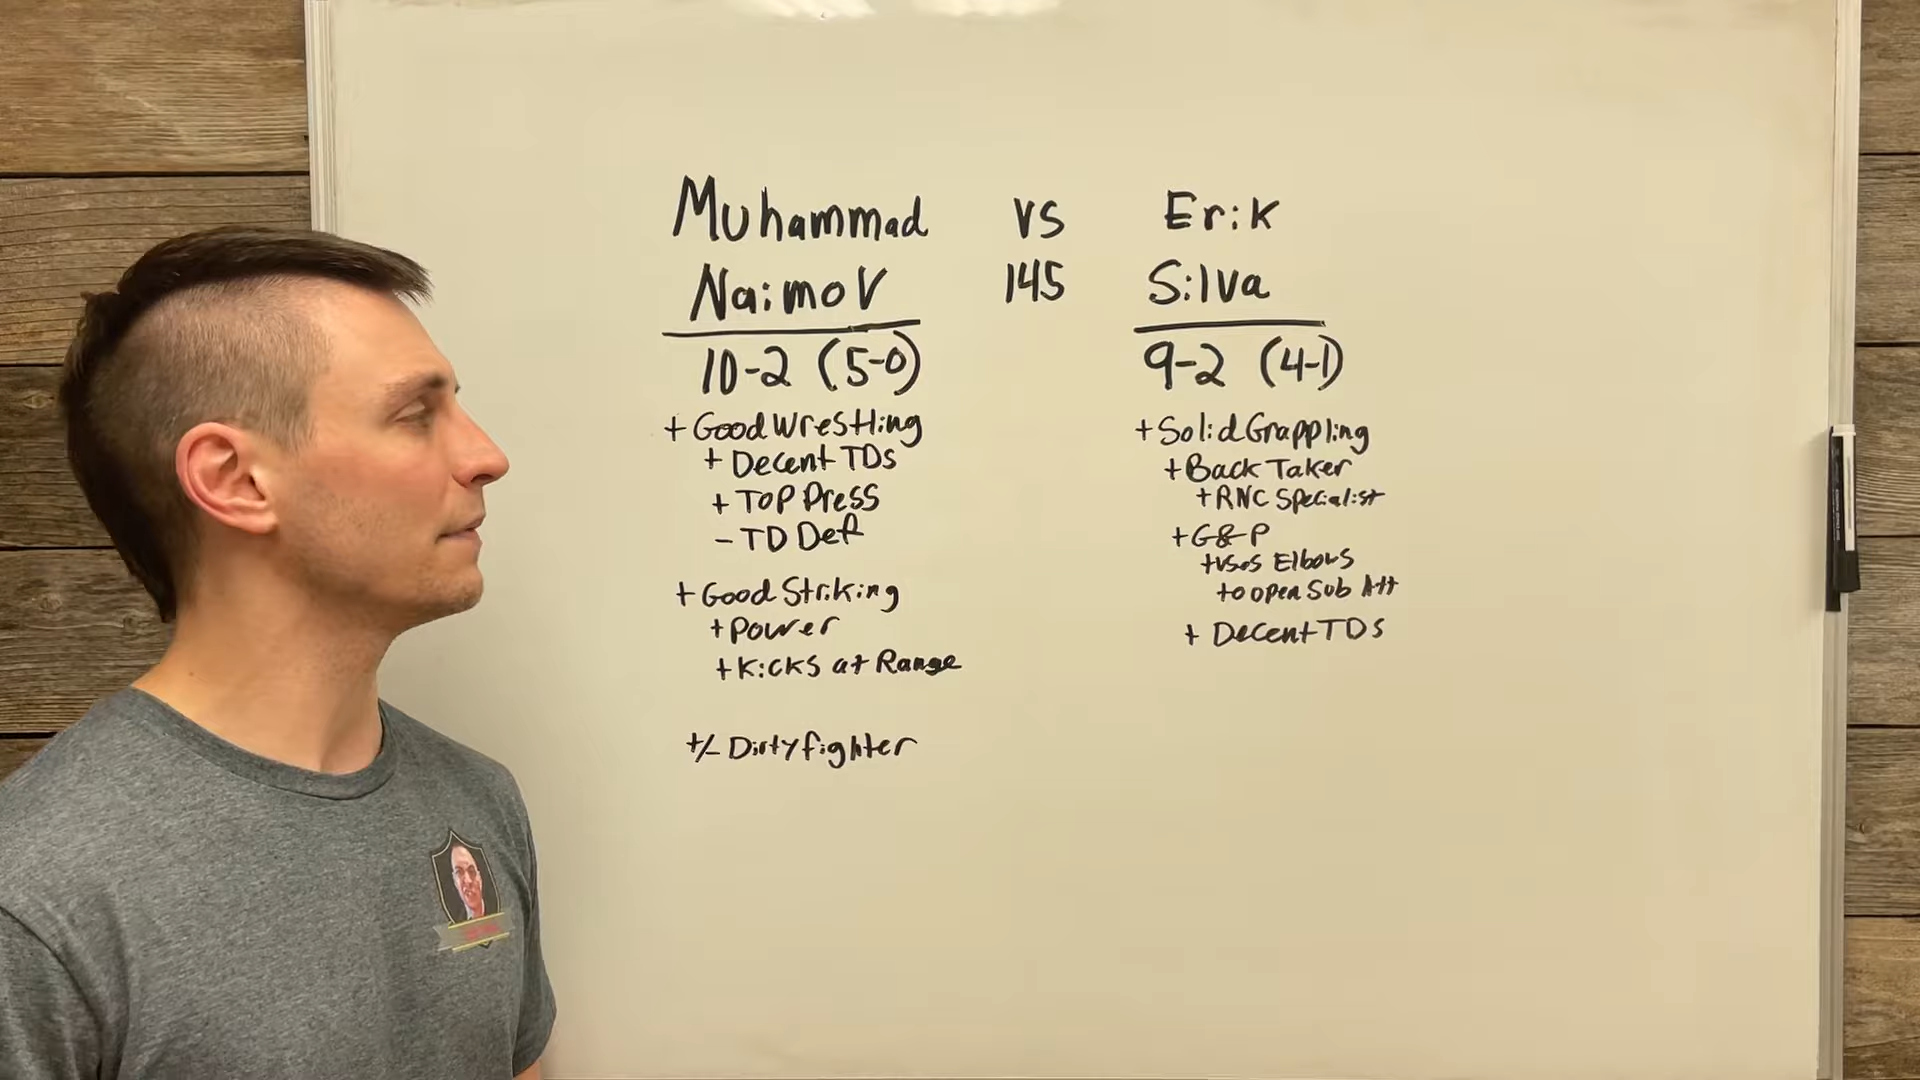 Muhammad vs Erik
Naimov 145 Silva
10-2 (5-0) 9-2 (4-1)
+ Good Wrestling
+ Decent TDs
+ Top Press
- TD Def
+ Good Striking
+ Power
+ Kicks at Range
+/- Dirty fighter
+ Solid Grappling
+ Back Taker
+ RNC Specialist
+ G&P
+ Uses Elbows
to open Sub Att
+ Decent TDs